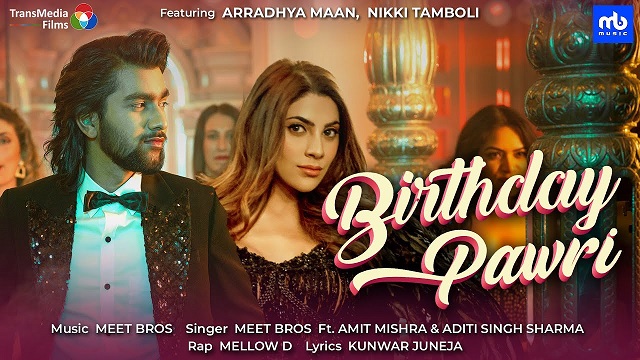 TransMedia
Films
Featuring ARRADHYA MAAN, NIKKI TAMBOLI
mb
MUSIC
Birthday
Pawri
Music MEET BROS Singer MEET BROS Ft. AMIT MISHRA & ADITI SINGH SHARMA
Rap MELLOW D Lyrics KUNWAR JUNEJA